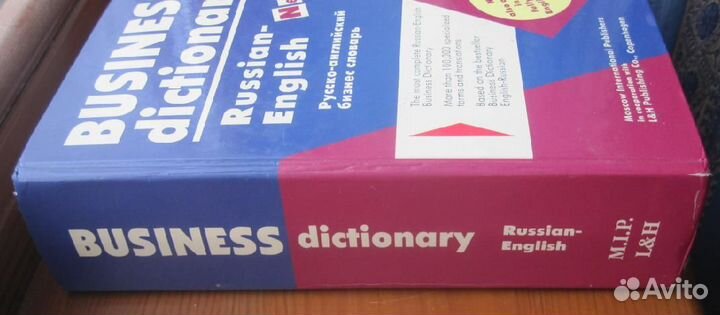 BUSINESS
dictionary
Russian-
English
Русско-английский
бизнес словарь
The most complete Russian-English
Business Dictionary
More than 100,000 specialized
terms and translations
Based on the bestseller
Business Dictionary
English-Russian
Moscow International Publishers
in cooperation with
L&H Publishing Co., Copenhagen
BUSINESS dictionary
Russian-
English
M.I.P.
L&H
Avito